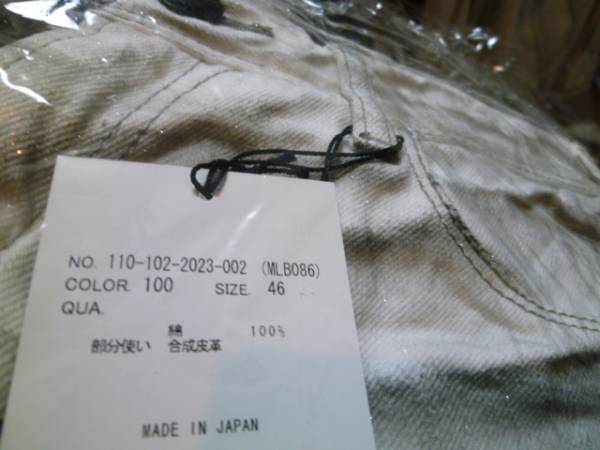 NO. 110-102-2023-002 (MLB086)
COLOR. 100 SIZE. 46
QUA.
綿 100%
部分使い 合成皮革
MADE IN JAPAN